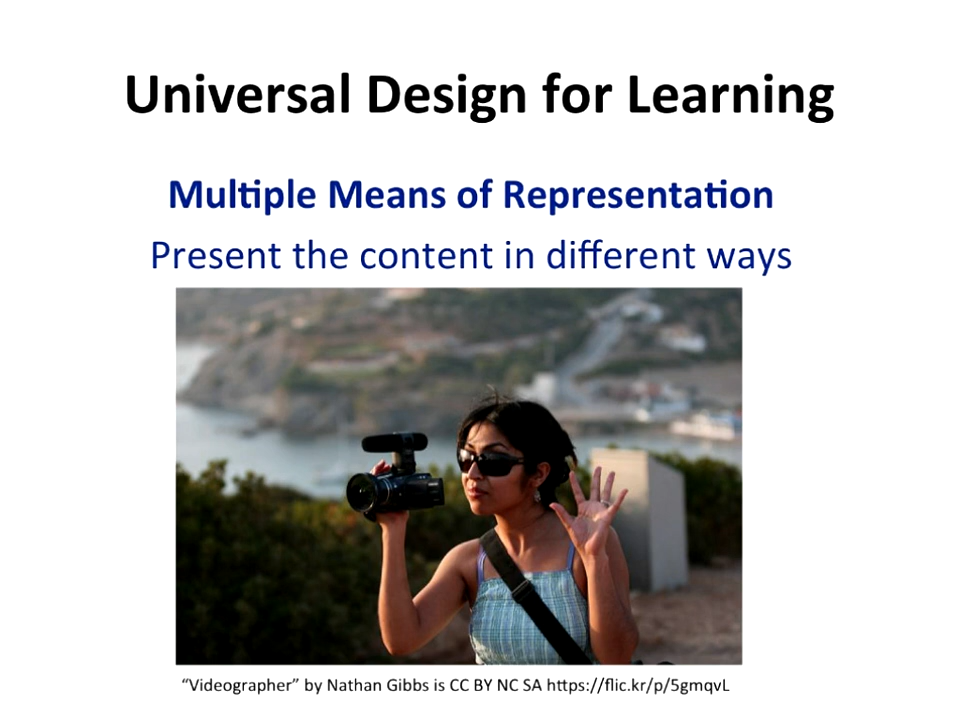 Universal Design for Learning
Multiple Means of Representation
Present the content in different ways
“Videographer” by Nathan Gibbs is CC BY NC SA https://flic.kr/p/5gmqvL